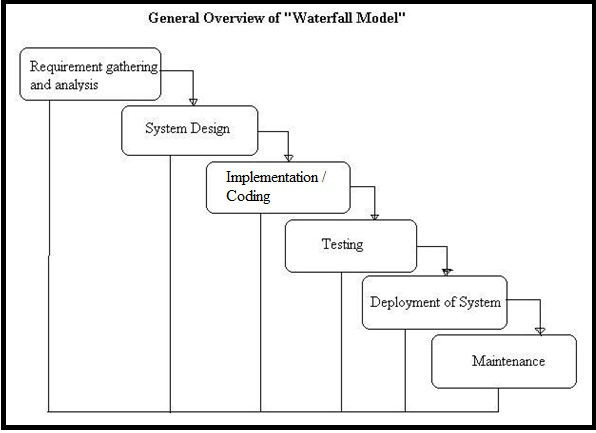 General Overview of "Waterfall Model"
Requirement gathering
and analysis
System Design
Implementation /
Coding
Testing
Deployment of System
Maintenance